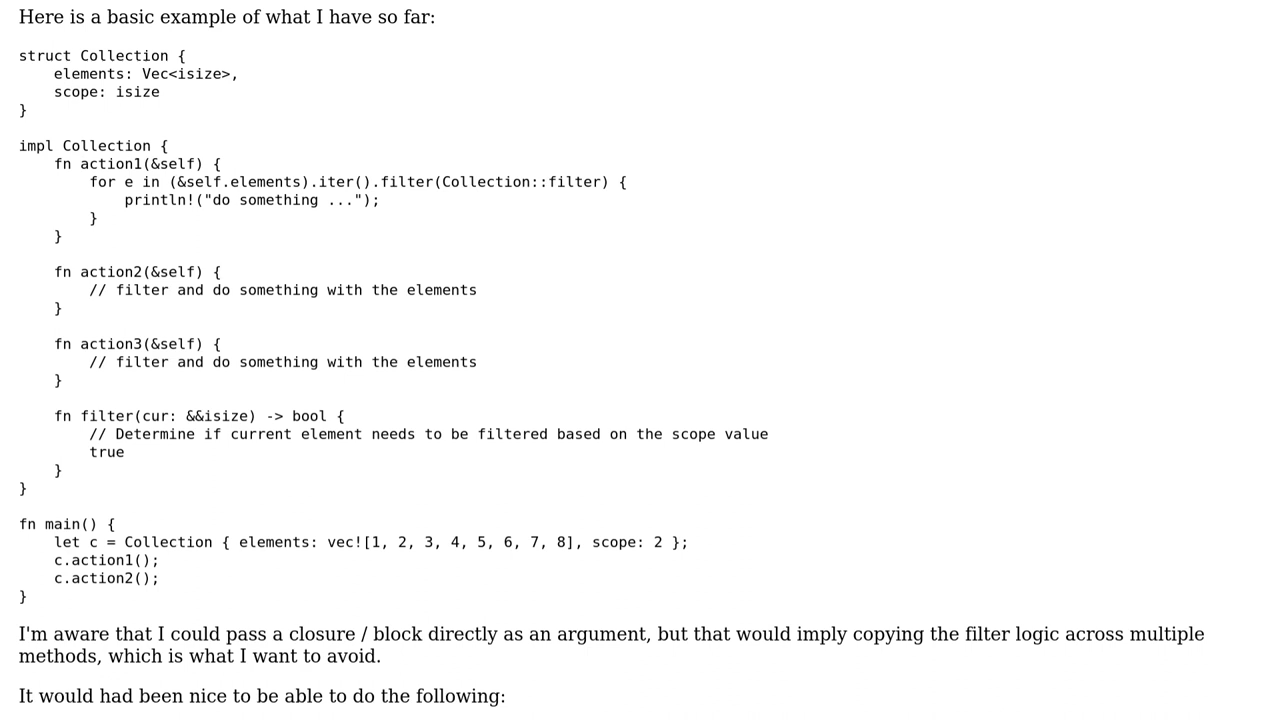 Here is a basic example of what I have so far:
struct Collection {
    elements: Vec<isize>,
    scope: isize
}
impl Collection {
    fn action1(&self) {
        for e in (&self.elements).iter().filter(Collection::filter) {
            println!("do something ...");
        }
    }
    fn action2(&self) {
        // filter and do something with the elements
    }
    fn action3(&self) {
        // filter and do something with the elements
    }
    fn filter(cur: &&isize) -> bool {
        // Determine if current element needs to be filtered based on the scope value
        true
    }
}
fn main() {
    let c = Collection { elements: vec![1, 2, 3, 4, 5, 6, 7, 8], scope: 2 };
    c.action1();
    c.action2();
}
I'm aware that I could pass a closure / block directly as an argument, but that would imply copying the filter logic across multiple
methods, which is what I want to avoid.
It would had been nice to be able to do the following: